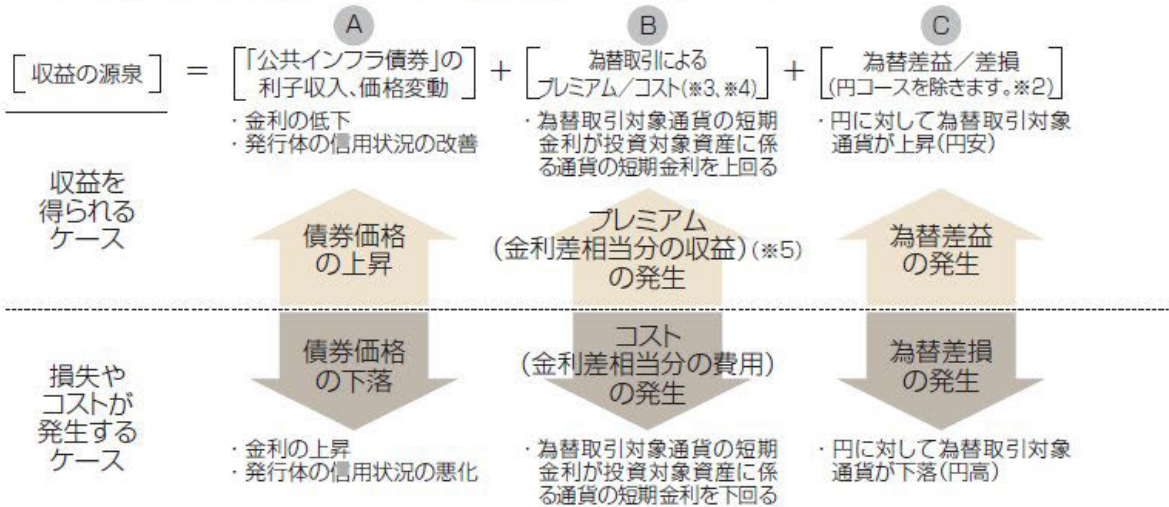 A
B
C
[収益の源泉] = [「公共インフラ債券」の
利子収入、価格変動] + [為替取引による
プレミアム/コスト(※3、※4)] + [為替差益/差損
(円コースを除きます。※2)]
収益を
得られる
ケース
・金利の低下
・発行体の信用状況の改善
・為替取引対象通貨の短期
金利が投資対象資産に係
る通貨の短期金利を上回る
・円に対して為替取引対象
通貨が上昇(円安)
債券価格
の上昇
プレミアム
(金利差相当分の収益)(※5)
の発生
為替差益
の発生
損失や
コストが
発生する
ケース
債券価格
の下落
コスト
(金利差相当分の費用)
の発生
為替差損
の発生
・金利の上昇
・発行体の信用状況の悪化
・為替取引対象通貨の短期
金利が投資対象資産に係
る通貨の短期金利を下回る
・円に対して為替取引対象
通貨が下落(円高)